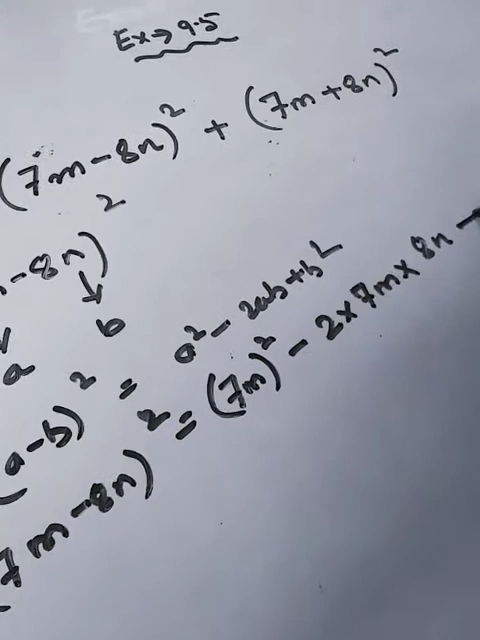 Ex→9.5
(7m-8n)² + (7m+8n)²
m-8n)²
a b
(a-b)² = a² - 2ab+b²
7m-8n)² = (7m)² - 2×7m×8n